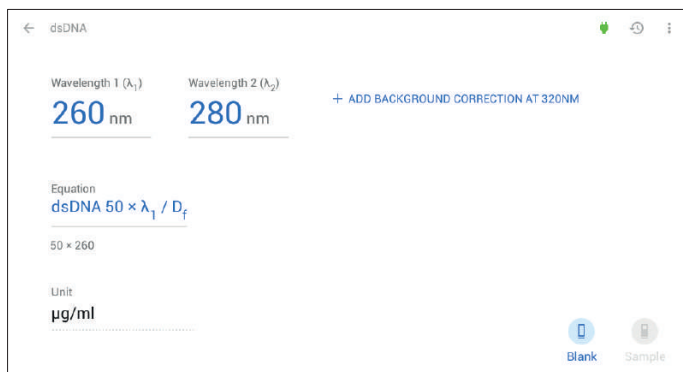 dsDNA
Wavelength 1 (λ₁) Wavelength 2 (λ₂)
260 nm 280 nm + ADD BACKGROUND CORRECTION AT 320NM
Equation
dsDNA 50 × λ₁ / D_f
50 × 260
Unit
µg/ml
Blank Sample